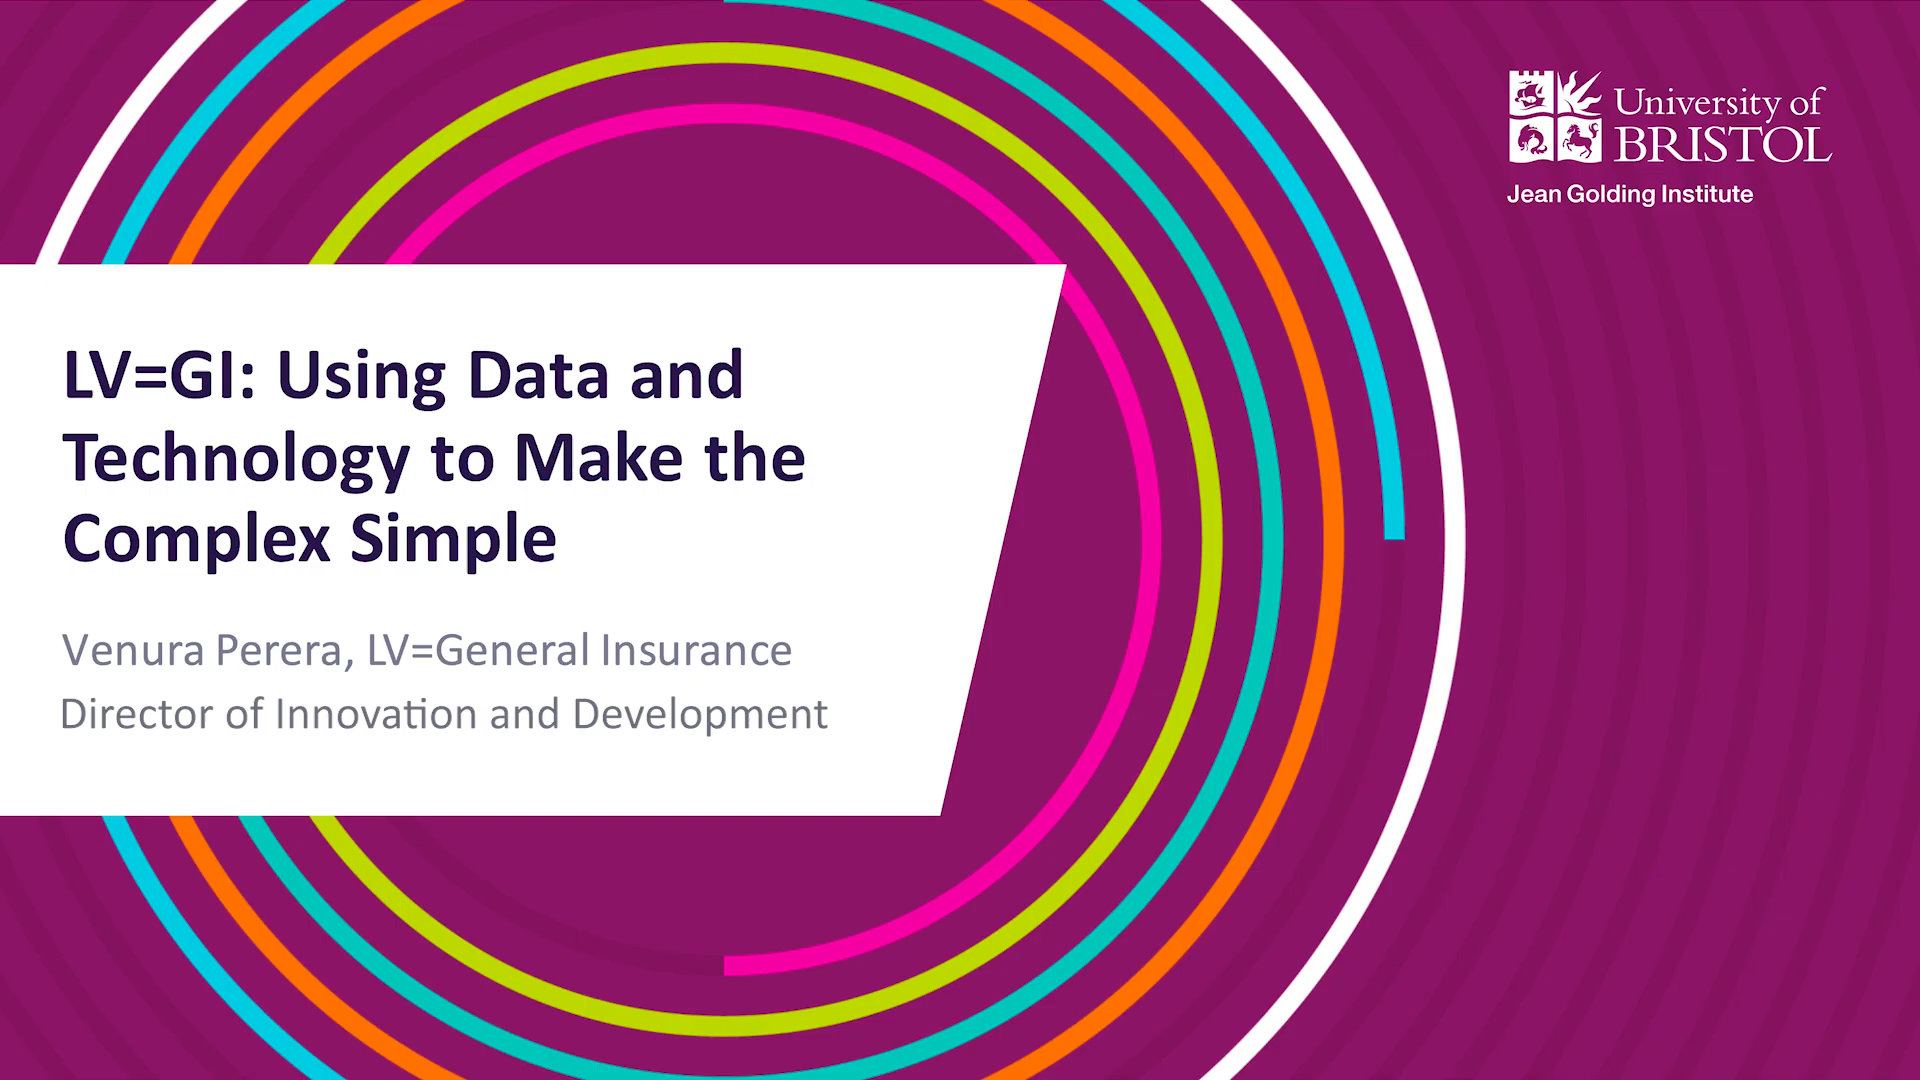 University of
BRISTOL
Jean Golding Institute
LV=GI: Using Data and
Technology to Make the
Complex Simple
Venura Perera, LV=General Insurance
Director of Innovation and Development